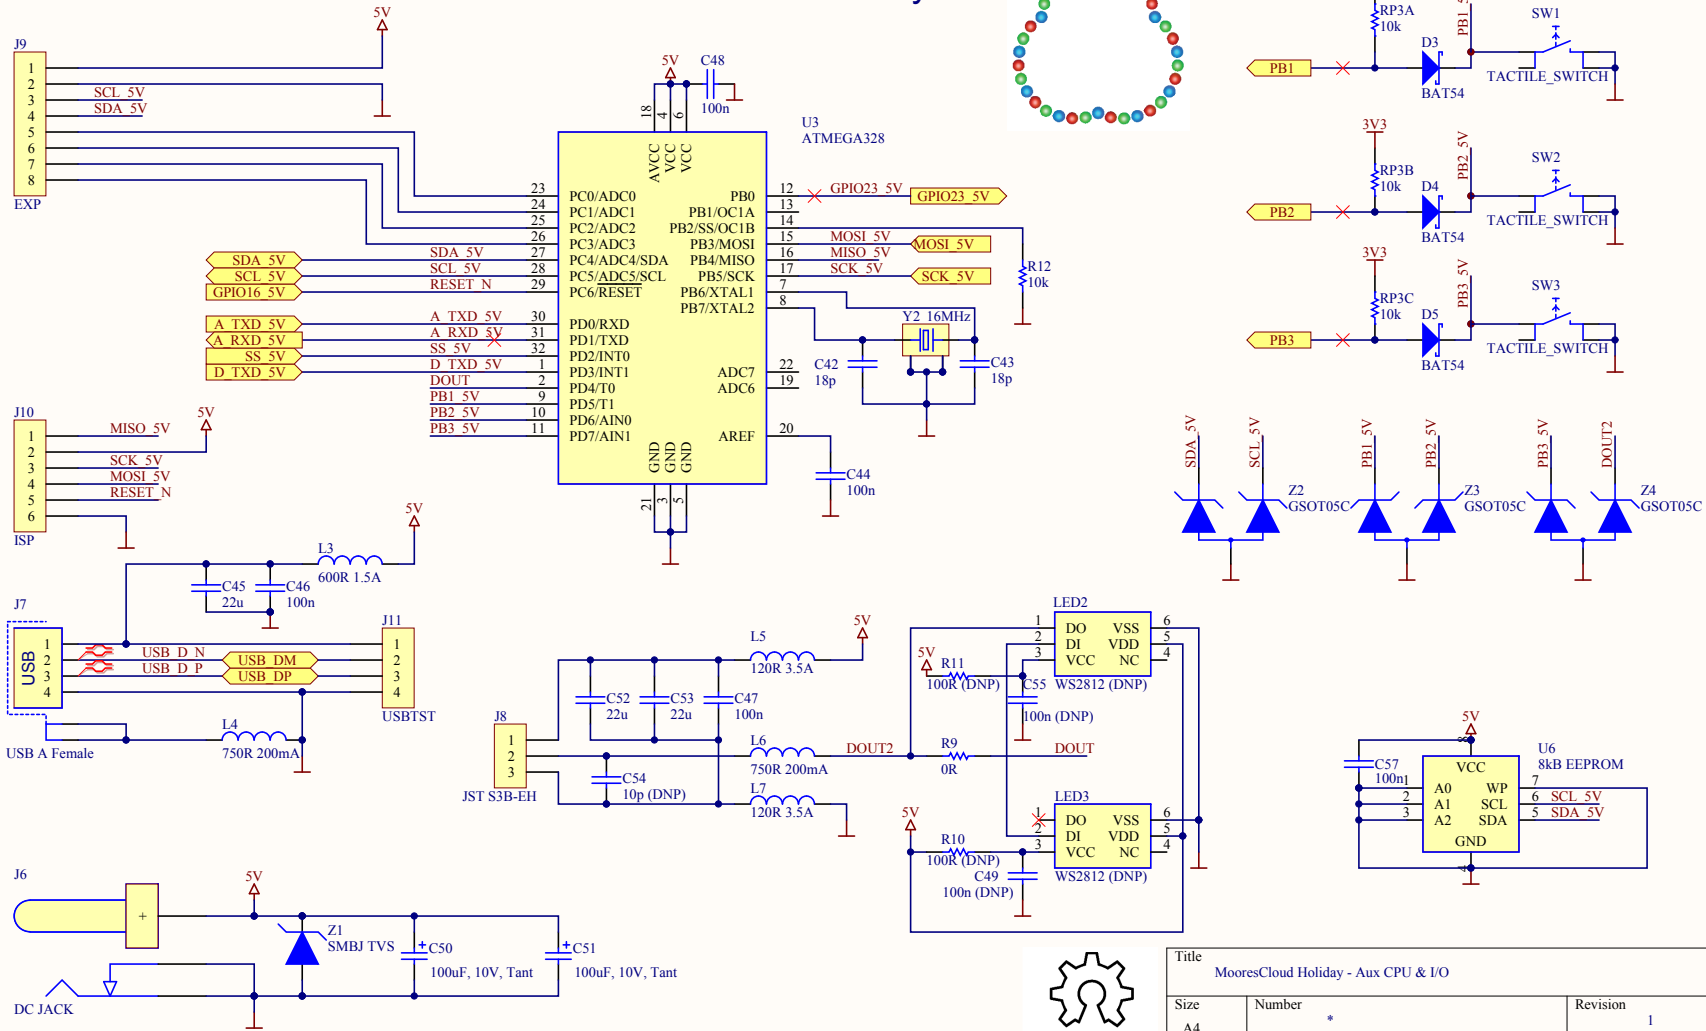 J9
1
2
3
4
5
6
7
8
EXP
5V
SCL_5V
SDA_5V
5V
C48
100n
18
4
6
U3
ATMEGA328
AVCC
VCC
VCC
23 PC0/ADC0
24 PC1/ADC1
25 PC2/ADC2
26 PC3/ADC3
27 PC4/ADC4/SDA
28 PC5/ADC5/SCL
29 PC6/RESET
30 PD0/RXD
31 PD1/TXD
32 PD2/INT0
1 PD3/INT1
2 PD4/T0
9 PD5/T1
10 PD6/AIN0
11 PD7/AIN1
PB0 12
PB1/OC1A 13
PB2/SS/OC1B 14
PB3/MOSI 15
PB4/MISO 16
PB5/SCK 17
PB6/XTAL1 7
PB7/XTAL2 8
ADC7 22
ADC6 19
AREF 20
GND
GND
GND
21
3
5
SDA_5V SDA_5V
SCL_5V SCL_5V
GPIO16_5V RESET_N
A_TXD_5V A_TXD_5V
A_RXD_5V A_RXD_5V
SS_5V SS_5V
D_TXD_5V D_TXD_5V
DOUT
PB1_5V
PB2_5V
PB3_5V
GPIO23_5V GPIO23_5V
MOSI_5V MOSI_5V
MISO_5V
SCK_5V SCK_5V
R12
10k
Y2 16MHz
C42
18p
C43
18p
C44
100n
RP3A
10k
PB1
D3
BAT54
SW1
TACTILE_SWITCH
3V3
RP3B
10k
PB2
D4
BAT54
PB2_5V
SW2
TACTILE_SWITCH
3V3
RP3C
10k
PB3
D5
BAT54
PB3_5V
SW3
TACTILE_SWITCH
SDA_5V
SCL_5V
PB1_5V
PB2_5V
PB3_5V
DOUT2
Z2
GSOT05C
Z3
GSOT05C
Z4
GSOT05C
J10
1 MISO_5V
2
3 SCK_5V
4 MOSI_5V
5 RESET_N
6
ISP
5V
5V
L3
600R 1.5A
C45
22u
C46
100n
J7
USB
1
2
3
4
USB A Female
USB_D_N USB_DM
USB_D_P USB_DP
J11
1
2
3
4
USBTST
L4
750R 200mA
J8
1
2
3
JST S3B-EH
C52
22u
C53
22u
C47
100n
C54
10p (DNP)
L5
120R 3.5A
5V
L6
750R 200mA
L7
120R 3.5A
DOUT2
R9
0R
DOUT
LED2
1 DO VSS 6
2 DI VDD 5
3 VCC NC 4
WS2812 (DNP)
5V
R11
100R (DNP)
C55
100n (DNP)
LED3
1 DO VSS 6
2 DI VDD 5
3 VCC NC 4
WS2812 (DNP)
5V
R10
100R (DNP)
C49
100n (DNP)
5V
8
C57
100n
U6
8kB EEPROM
VCC
1 A0 WP 7
2 A1 SCL 6 SCL_5V
3 A2 SDA 5 SDA_5V
GND
4
J6
+
DC JACK
5V
Z1
SMBJ TVS
+
C50
100uF, 10V, Tant
+
C51
100uF, 10V, Tant
Title
MooresCloud Holiday - Aux CPU & I/O
Size
A4
Number
*
Revision
1